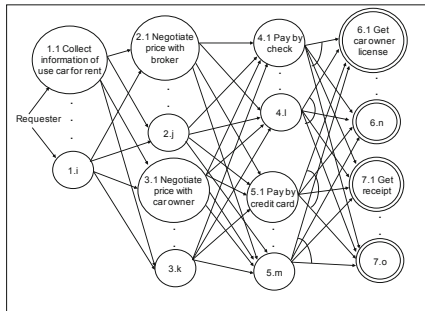 1.1 Collect
information of
use car for rent
Requester
1.i
2.1 Negotiate
price with
broker
2.j
3.1 Negotiate
price with
car owner
3.k
4.1 Pay by
check
4.l
5.1 Pay by
credit card
5.m
6.1 Get
car owner
license
6.n
7.1 Get
receipt
7.o